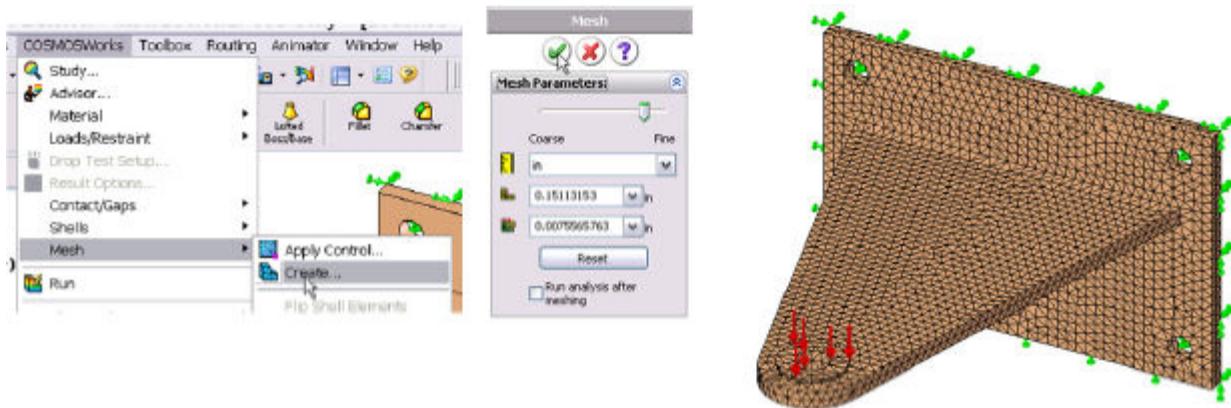 COSMOSWorks Toolbox Routing Animator Window Help
Study...
Advisor...
Material
Loads/Restraint
Drop Test Setup...
Result Options...
Contact/Gaps
Shells
Mesh
Run
Lofted Boss/Base
Fillet
Chamfer
Apply Control...
Create...
Flip Shell Elements
Mesh
?
Mesh Parameters:
Coarse Fine
in
0.15113153 in
0.0075565763 in
Reset
Run analysis after
meshing